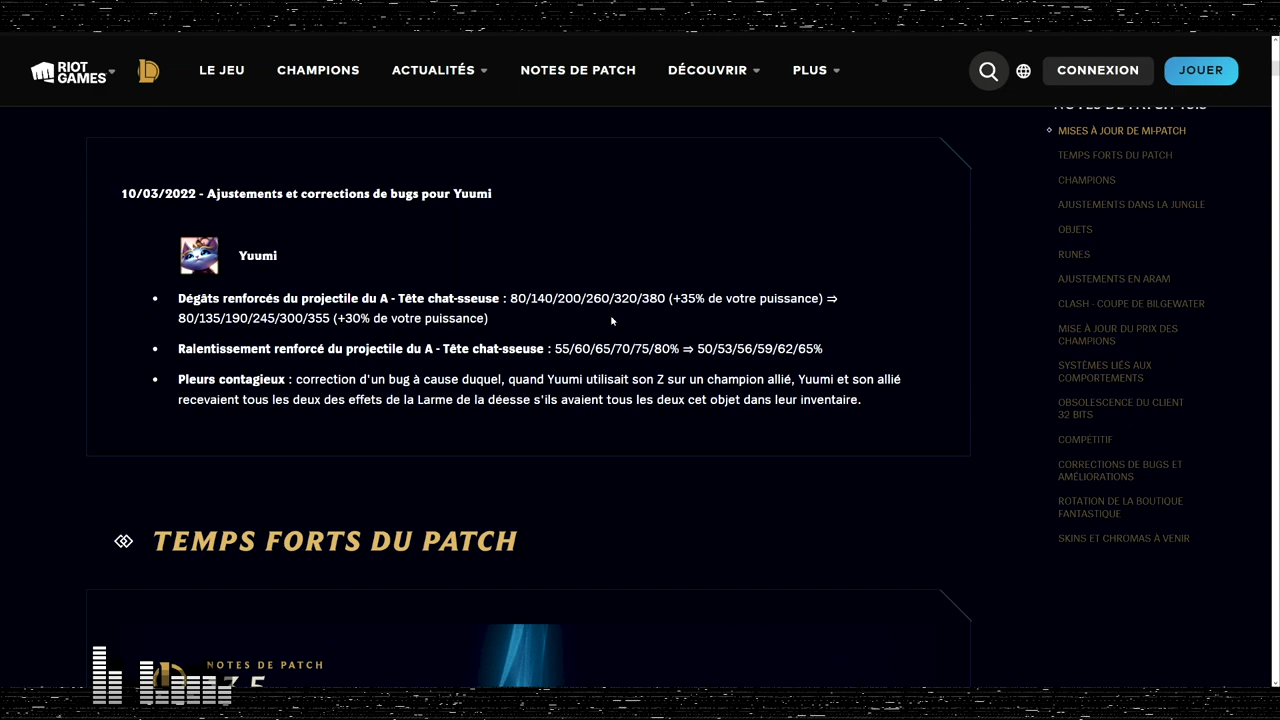 RIOT GAMES
LE JEU
CHAMPIONS
ACTUALITÉS
NOTES DE PATCH
DÉCOUVRIR
PLUS
CONNEXION
JOUER
10/03/2022 - Ajustements et corrections de bugs pour Yuumi
Yuumi
Dégâts renforcés du projectile du A - Tête chat-sseuse : 80/140/200/260/320/380 (+35% de votre puissance) ⇒
80/135/190/245/300/355 (+30% de votre puissance)
Ralentissement renforcé du projectile du A - Tête chat-sseuse : 55/60/65/70/75/80% ⇒ 50/53/56/59/62/65%
Pleurs contagieux : correction d'un bug à casse duquel, quand Yuumi utilisait son Z sur un champion allié, Yuumi et son allié
recevaient tous les deux des effets de la Larme de la déesse s'ils avaient tous les deux cet objet dans leur inventaire.
TEMPS FORTS DU PATCH
NOTES DE PATCH
MISES À JOUR DE MI-PATCH
TEMPS FORTS DU PATCH
CHAMPIONS
AJUSTEMENTS DANS LA JUNGLE
OBJETS
RUNES
AJUSTEMENTS EN ARAM
CLASH - COUPE DE BILGEWATER
MISE À JOUR DU PRIX DES
CHAMPIONS
SYSTÈMES LIÉS AUX
COMPORTEMENTS
OBSOLESCENCE DU CLIENT
32 BITS
COMPÉTITIF
CORRECTIONS DE BUGS ET
AMÉLIORATIONS
ROTATION DE LA BOUTIQUE
FANTASTIQUE
SKINS ET CHROMAS À VENIR